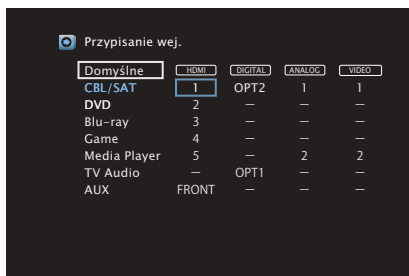 Przypisanie wej.
Domyślne HDMI DIGITAL ANALOG VIDEO
CBL/SAT 1 OPT2 1 1
DVD 2 – – –
Blu-ray 3 – – –
Game 4 – – –
Media Player 5 – 2 2
TV Audio – OPT1 – –
AUX FRONT – – –